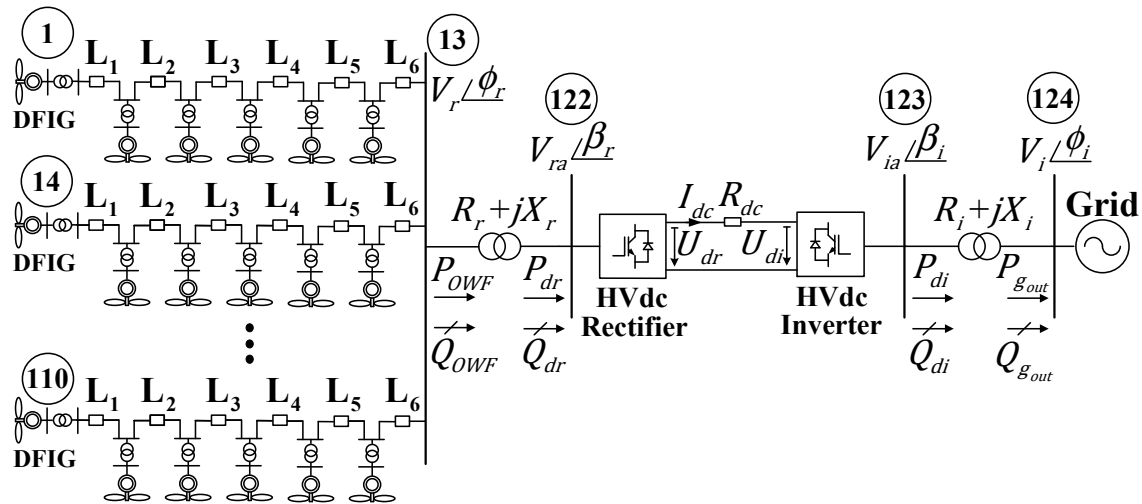 1
L1 L2 L3 L4 L5 L6
DFIG
14
L1 L2 L3 L4 L5 L6
DFIG
110
L1 L2 L3 L4 L5 L6
DFIG
13
Vr∠ϕr
Rr+jXr
POWF
QOWF
Pdr
Qdr
122
Vra∠βr
Idc Rdc
Udr Udi
HVdc
Rectifier
HVdc
Inverter
123
Via∠βi
Ri+jXi
Pdi
Qdi
Pgout
Qgout
124
Vi∠ϕi
Grid